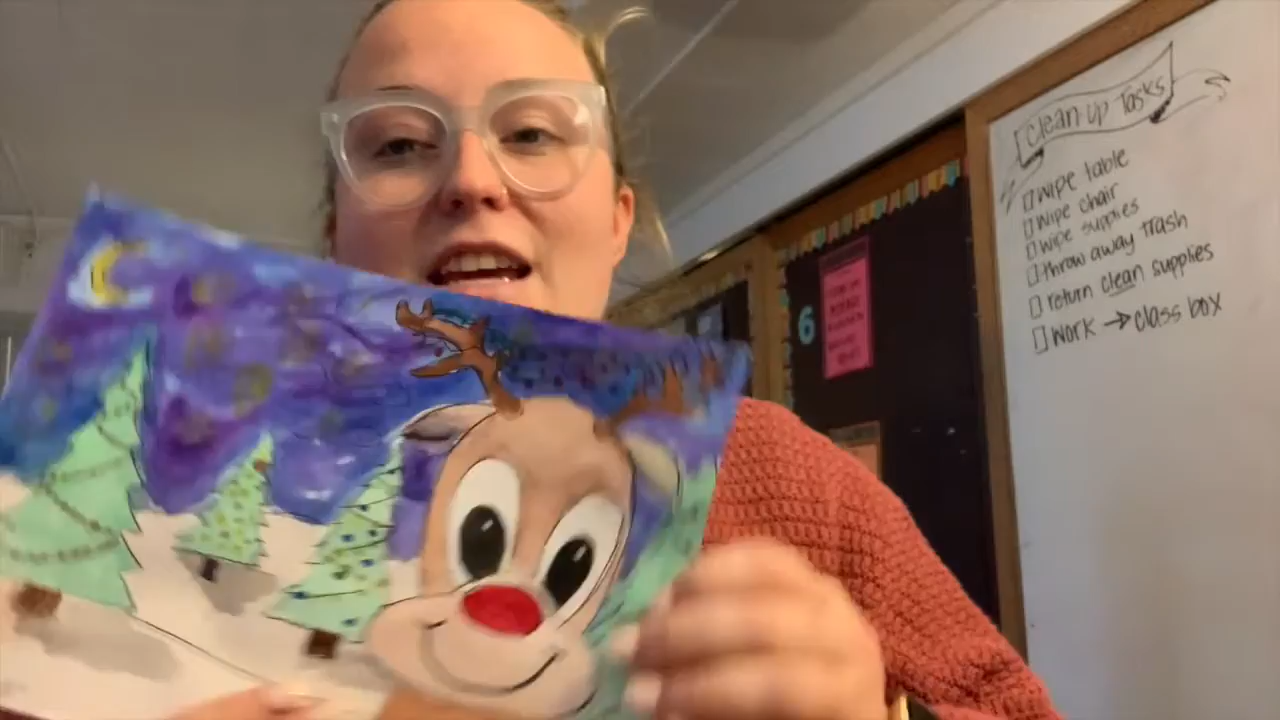 Clean up Tasks
wipe table
wipe chair
wipe supplies
throw away trash
return clean supplies
work → class box
6